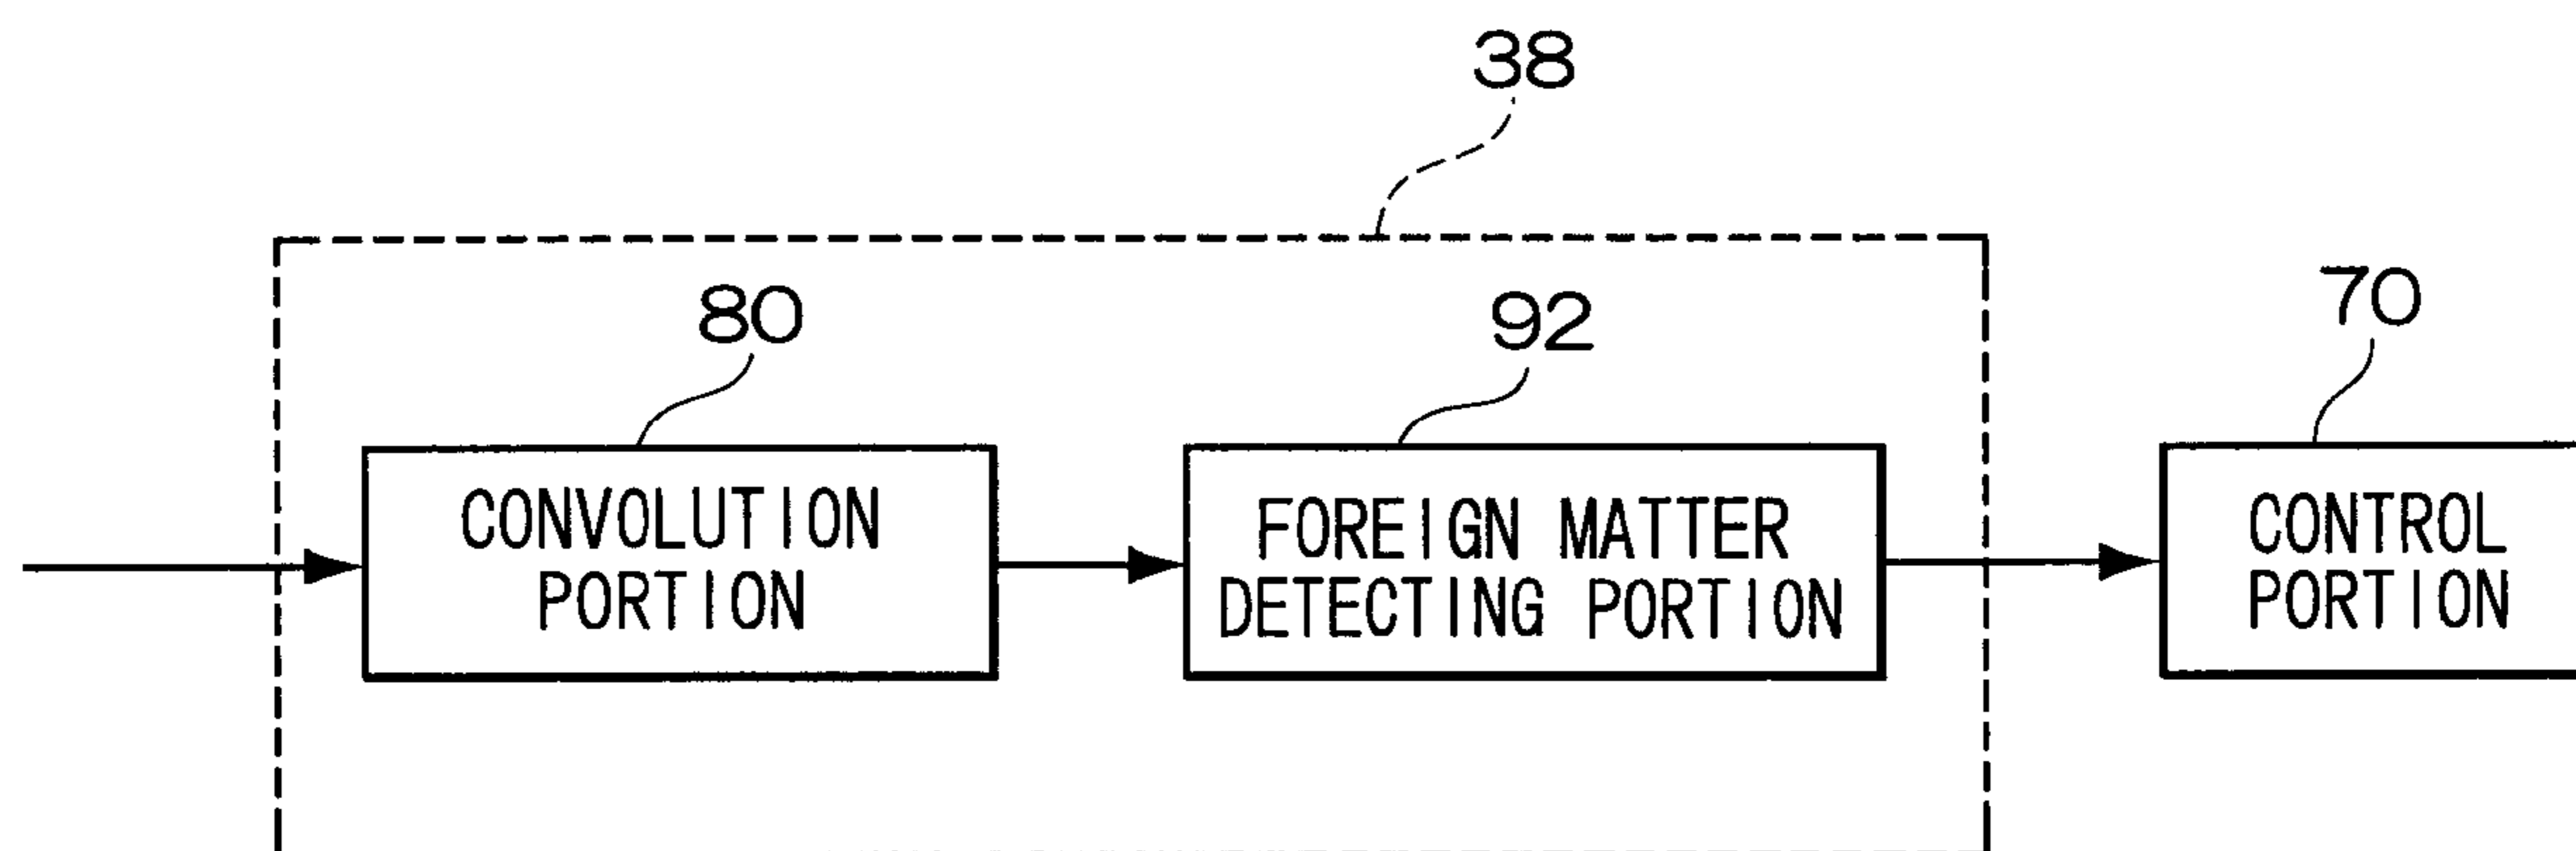 38
80
92
70
CONVOLUTION
PORTION
FOREIGN MATTER
DETECTING PORTION
CONTROL
PORTION